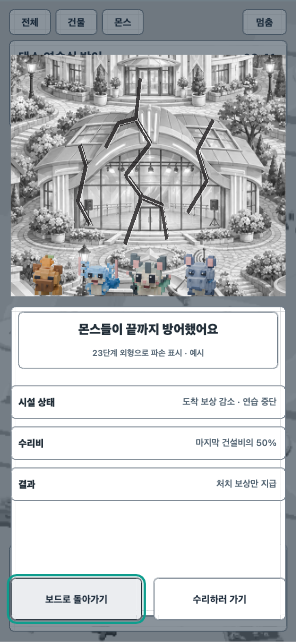 전체
건물
몬스
멈춤
몬스들이 끝까지 방어했어요
23단계 외형으로 파손 표시 · 예시
시설 상태
도착 보상 감소 · 연습 중단
수리비
마지막 건설비의 50%
결과
처치 보상만 지급
보드로 돌아가기
수리하러 가기